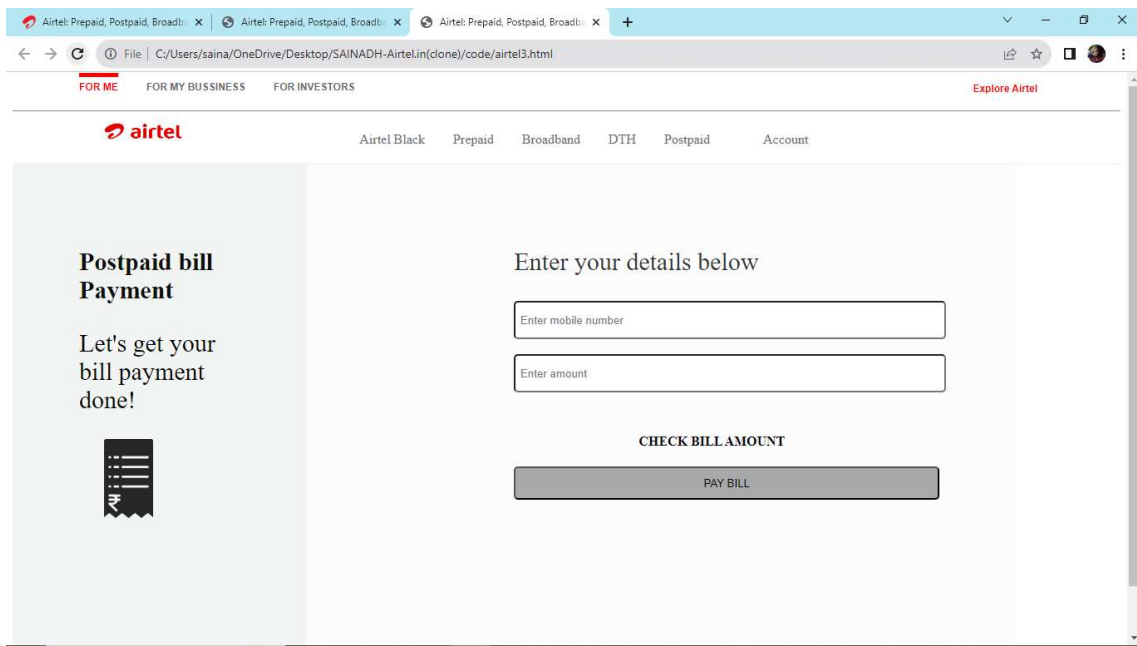 Airtel: Prepaid, Postpaid, Broadba
Airtel: Prepaid, Postpaid, Broadba
Airtel: Prepaid, Postpaid, Broadba
File C:/Users/saina/OneDrive/Desktop/SAINADH-Airtel.in(clone)/code/airtel3.html
FOR ME FOR MY BUSSINESS FOR INVESTORS Explore Airtel
airtel Airtel Black Prepaid Broadband DTH Postpaid Account
Postpaid bill
Payment
Let's get your
bill payment
done!
₹
Enter your details below
Enter mobile number
Enter amount
CHECK BILL AMOUNT
PAY BILL